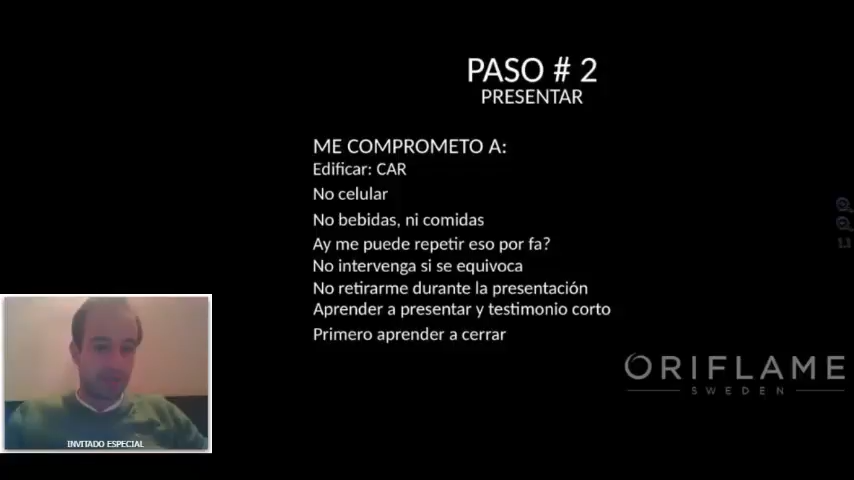 PASO # 2
PRESENTAR
ME COMPROMETO A:
Edificar: CAR
No celular
No bebidas, ni comidas
Ay me puede repetir eso por fa?
No intervenga si se equivoca
No retirarme durante la presentación
Aprender a presentar y testimonio corto
Primero aprender a cerrar
ORIFLAME
SWEDEN
INVITADO ESPECIAL